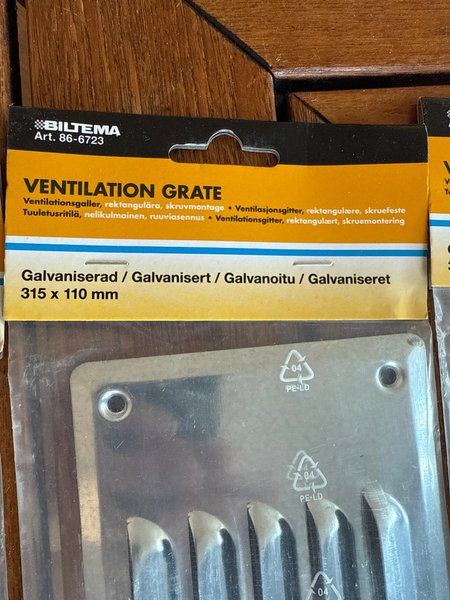 BILTEMA
Art. 86-6723
VENTILATION GRATE
Ventilationsgaller, rektangulära, skruvmontage • Ventilasjonsgitter, rektangulære, skruefeste
Tuuletusritilä, nelikulmainen, ruuviasennus • Ventilationsgitter, rektangulært, skruemontering
Galvaniserad / Galvanisert / Galvanoitu / Galvaniseret
315 x 110 mm
04
PE-LD
04
PE-LD
04